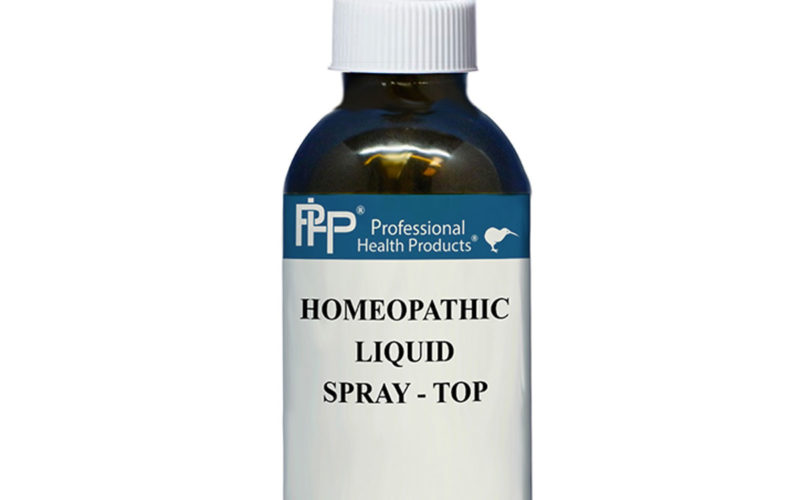 PHP® Professional
Health Products®
HOMEOPATHIC
LIQUID
SPRAY - TOP